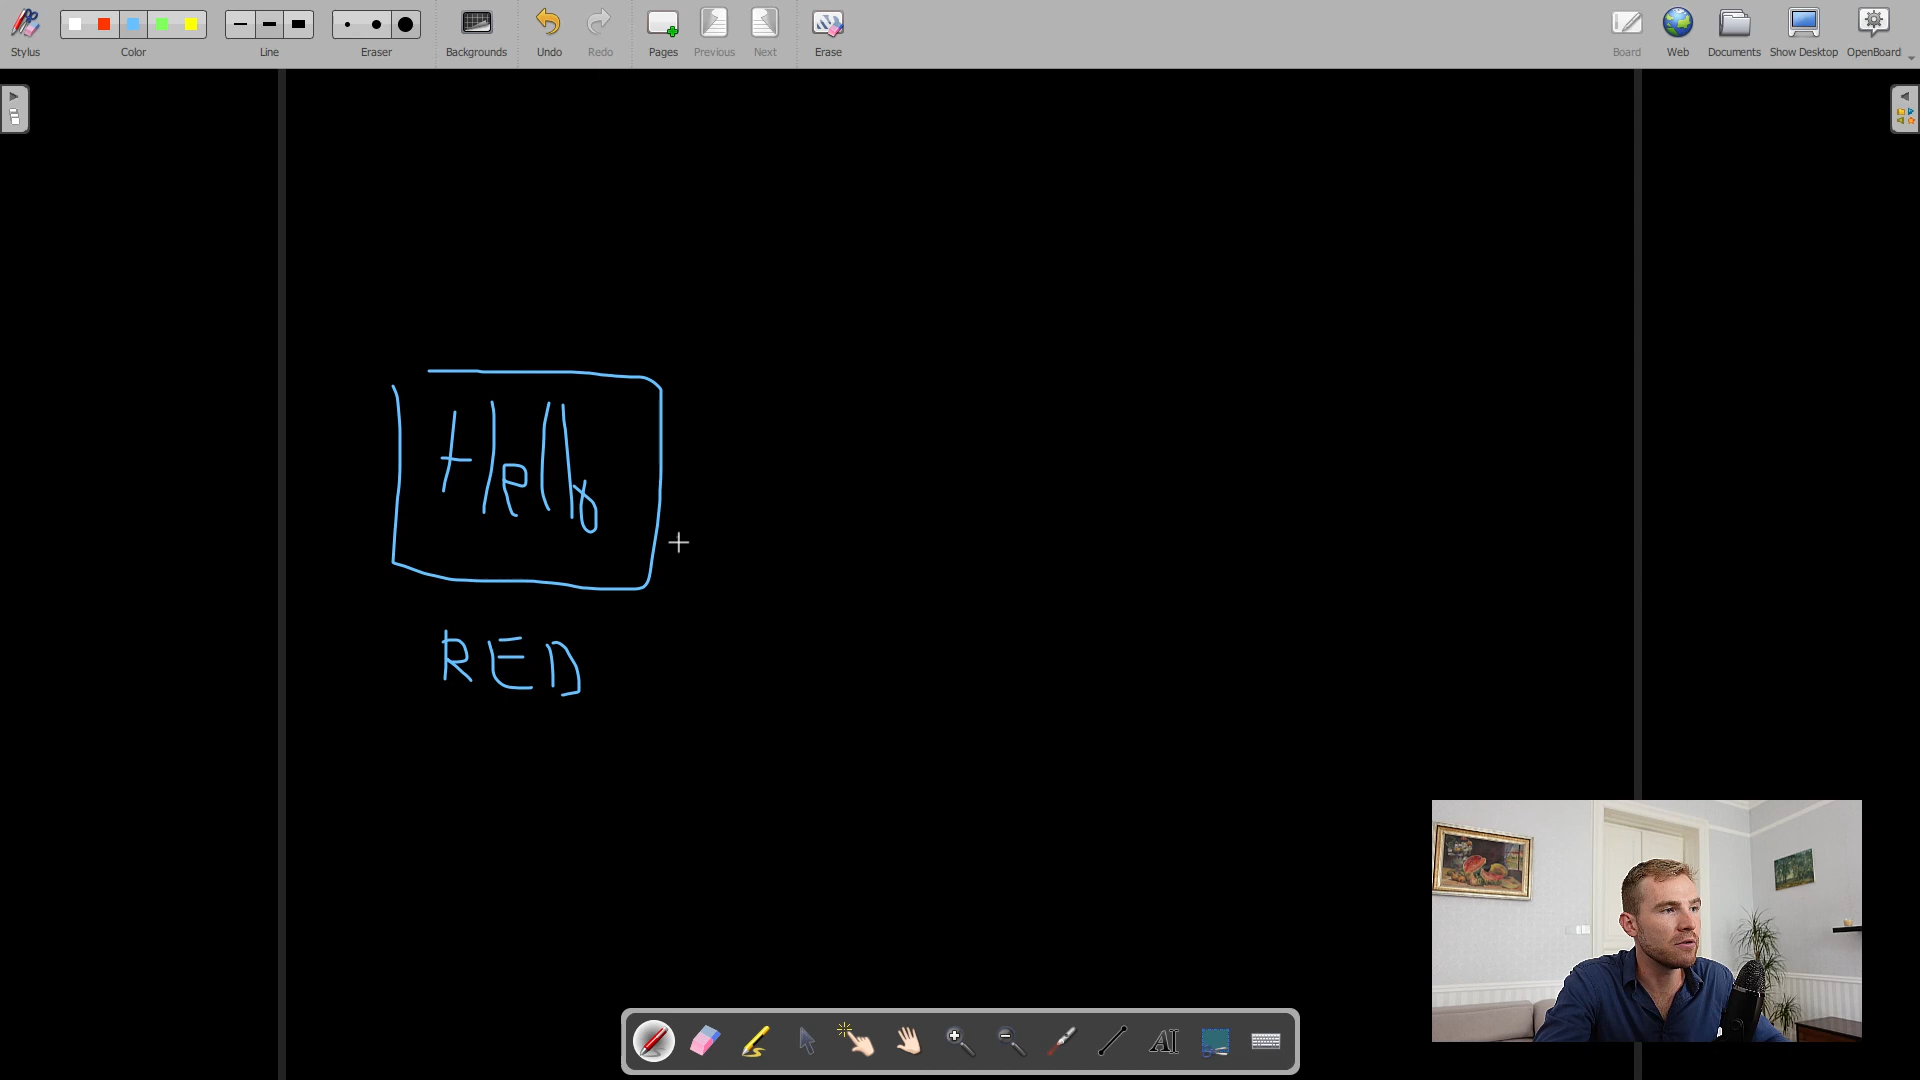 Stylus Color Line Eraser Backgrounds Undo Redo Pages Previous Next Erase Board Web Documents Show Desktop OpenBoard
Hello
RED
AI